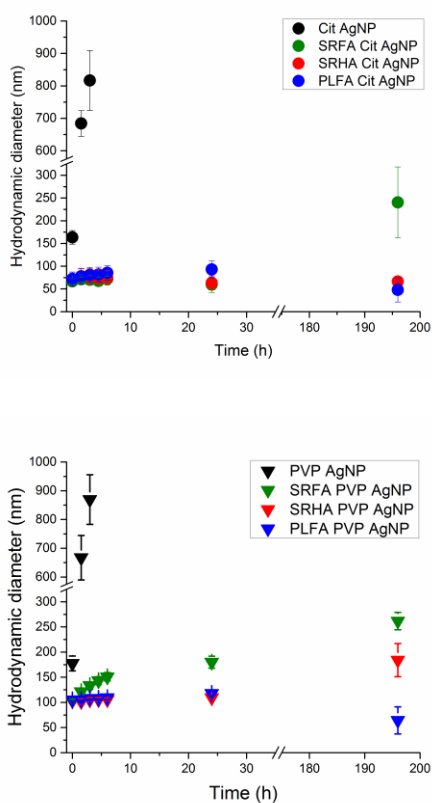 1000
900
800
700
600
250
200
150
100
50
0
Hydrodynamic diameter (nm)
Cit AgNP
SRFA Cit AgNP
SRHA Cit AgNP
PLFA Cit AgNP
0 10 20 30 180 190 200
Time (h)
1000
900
800
700
600
300
250
200
150
100
50
0
Hydrodynamic diameter (nm)
PVP AgNP
SRFA PVP AgNP
SRHA PVP AgNP
PLFA PVP AgNP
0 10 20 30 180 190 200
Time (h)